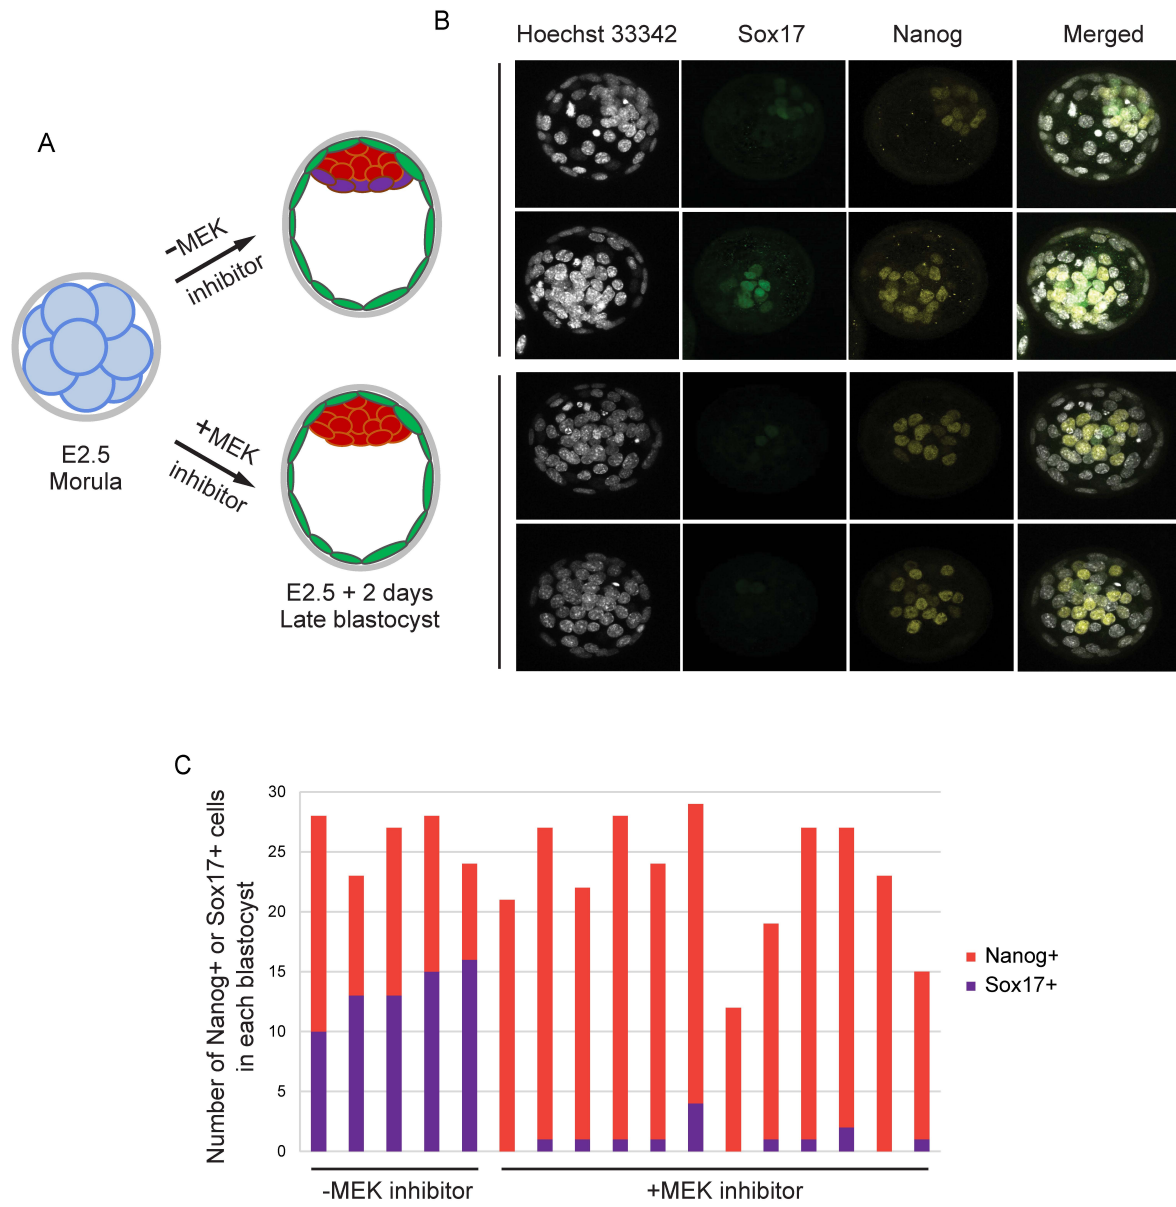 A
E2.5
Morula
-MEK
inhibitor
+MEK
inhibitor
E2.5 + 2 days
Late blastocyst
B
Hoechst 33342 Sox17 Nanog Merged
C
Number of Nanog+ or Sox17+ cells
in each blastocyst
30
25
20
15
10
5
0
-MEK inhibitor +MEK inhibitor
Nanog+
Sox17+